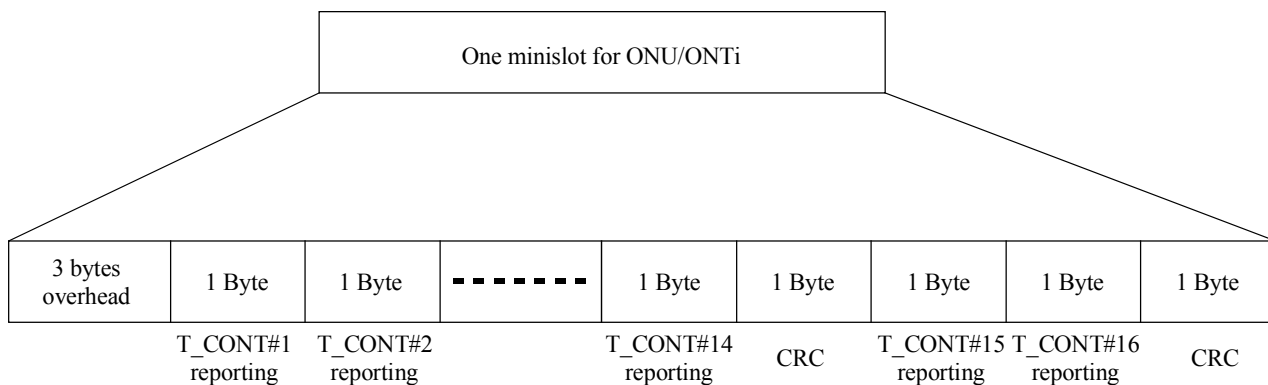 One minislot for ONU/ONTi
3 bytes
overhead
1 Byte
1 Byte
1 Byte
1 Byte
1 Byte
1 Byte
1 Byte
T_CONT#1
reporting
T_CONT#2
reporting
T_CONT#14
reporting
CRC
T_CONT#15
reporting
T_CONT#16
reporting
CRC